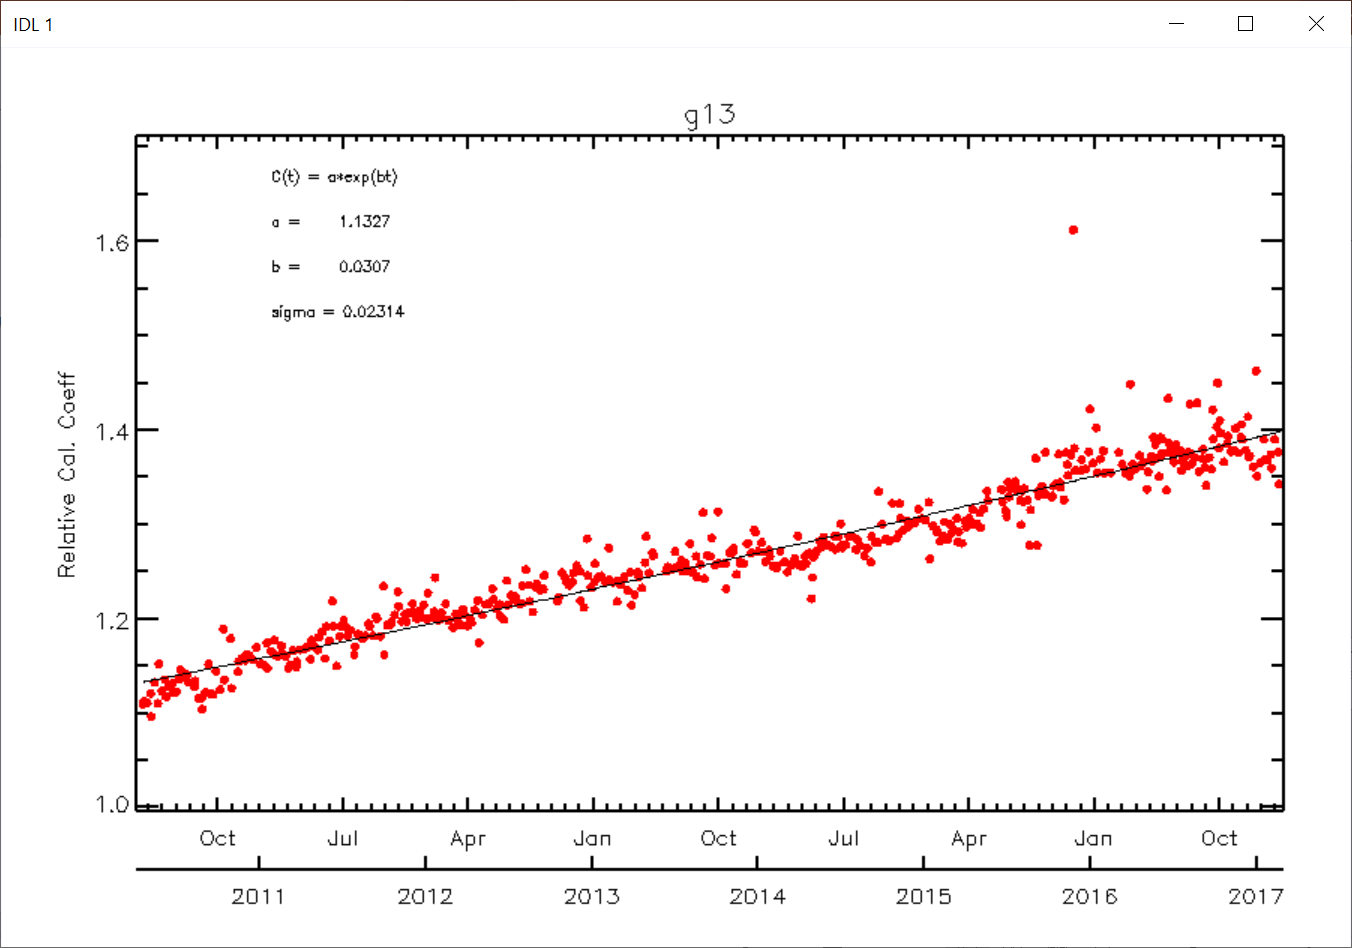 IDL 1
g13
C(t) = a*exp(bt)
a = 1.1327
b = 0.0307
sigma = 0.02314
1.6
1.4
1.2
1.0
Relative Cal. Coeff
Oct Jul Apr Jan Oct Jul Apr Jan Oct
2011 2012 2013 2014 2015 2016 2017